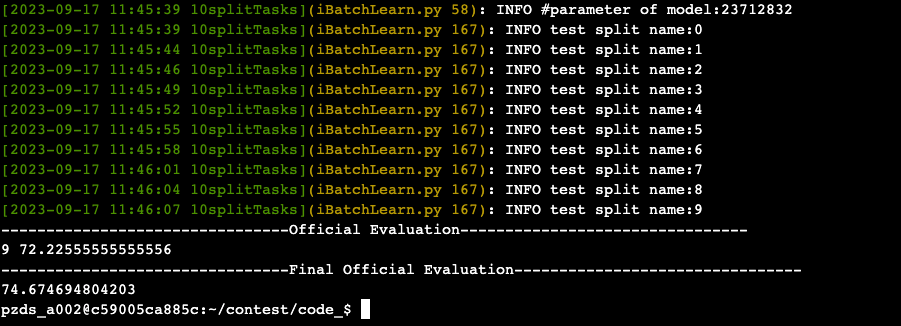 [2023-09-17 11:45:39 10splitTasks](iBatchLearn.py 58): INFO #parameter of model:23712832
[2023-09-17 11:45:39 10splitTasks](iBatchLearn.py 167): INFO test split name:0
[2023-09-17 11:45:44 10splitTasks](iBatchLearn.py 167): INFO test split name:1
[2023-09-17 11:45:46 10splitTasks](iBatchLearn.py 167): INFO test split name:2
[2023-09-17 11:45:49 10splitTasks](iBatchLearn.py 167): INFO test split name:3
[2023-09-17 11:45:52 10splitTasks](iBatchLearn.py 167): INFO test split name:4
[2023-09-17 11:45:55 10splitTasks](iBatchLearn.py 167): INFO test split name:5
[2023-09-17 11:45:58 10splitTasks](iBatchLearn.py 167): INFO test split name:6
[2023-09-17 11:46:01 10splitTasks](iBatchLearn.py 167): INFO test split name:7
[2023-09-17 11:46:04 10splitTasks](iBatchLearn.py 167): INFO test split name:8
[2023-09-17 11:46:07 10splitTasks](iBatchLearn.py 167): INFO test split name:9
--------------------------------Official Evaluation--------------------------------
9 72.22555555555556
--------------------------------Final Official Evaluation--------------------------------
74.674694804203
pzds_a002@c59005ca885c:~/contest/code_$